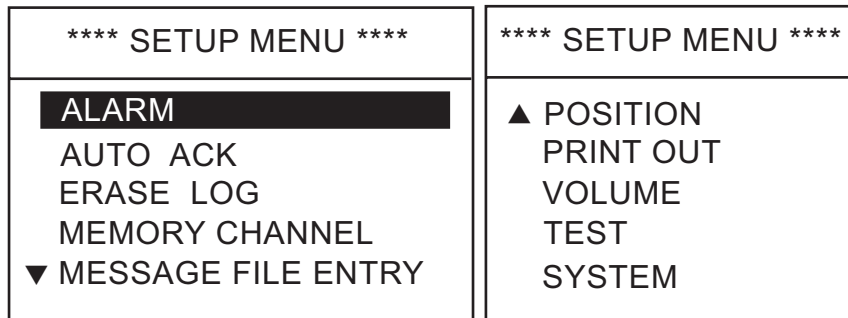 **** SETUP MENU ****
ALARM
AUTO ACK
ERASE LOG
MEMORY CHANNEL
▼ MESSAGE FILE ENTRY
**** SETUP MENU ****
▲ POSITION
PRINT OUT
VOLUME
TEST
SYSTEM